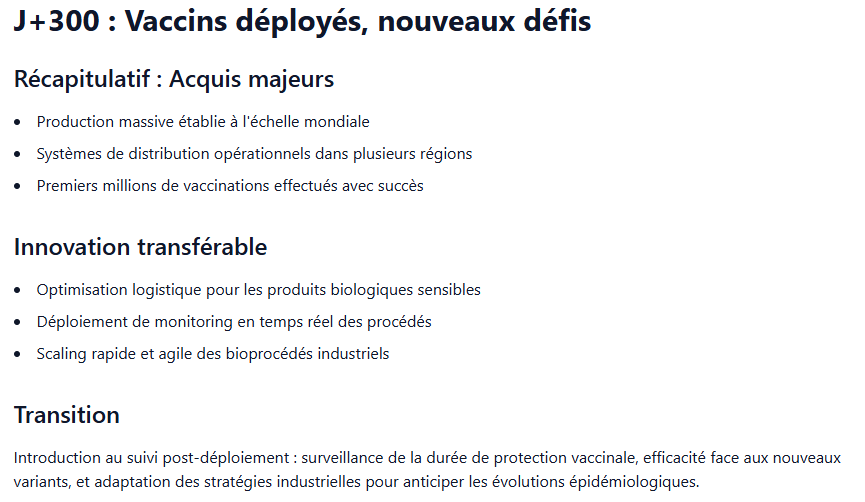 J+300 : Vaccins déployés, nouveaux défis
Récapitulatif : Acquis majeurs
• Production massive établie à l'échelle mondiale
• Systèmes de distribution opérationnels dans plusieurs régions
• Premiers millions de vaccinations effectués avec succès
Innovation transférable
• Optimisation logistique pour les produits biologiques sensibles
• Déploiement de monitoring en temps réel des procédés
• Scaling rapide et agile des bioprocédés industriels
Transition
Introduction au suivi post-déploiement : surveillance de la durée de protection vaccinale, efficacité face aux nouveaux
variants, et adaptation des stratégies industrielles pour anticiper les évolutions épidémiologiques.